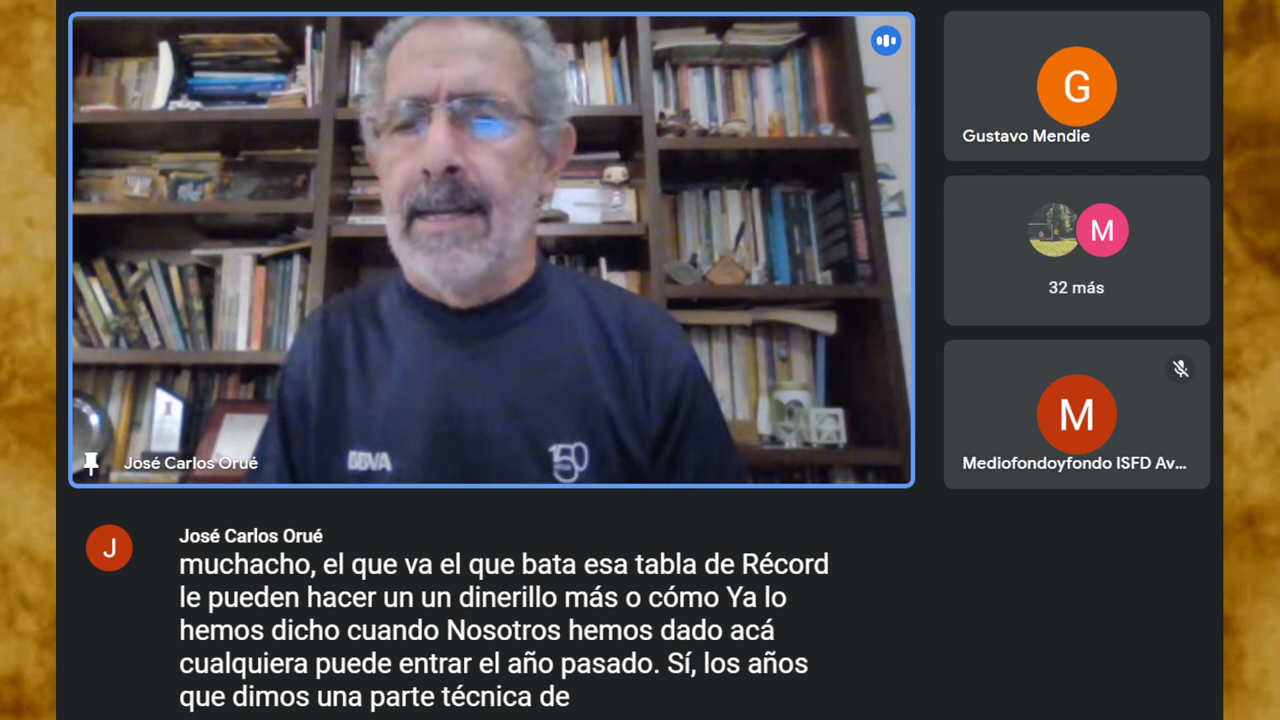 G
Gustavo Mendie
M
32 más
M
Mediofondoyfondo ISFD Av...
BBVA
150
José Carlos Orué
J
José Carlos Orué
muchacho, el que va el que bata esa tabla de Récord
le pueden hacer un un dinerillo más o cómo Ya lo
hemos dicho cuando Nosotros hemos dado acá
cualquiera puede entrar el año pasado. Sí, los años
que dimos una parte técnica de